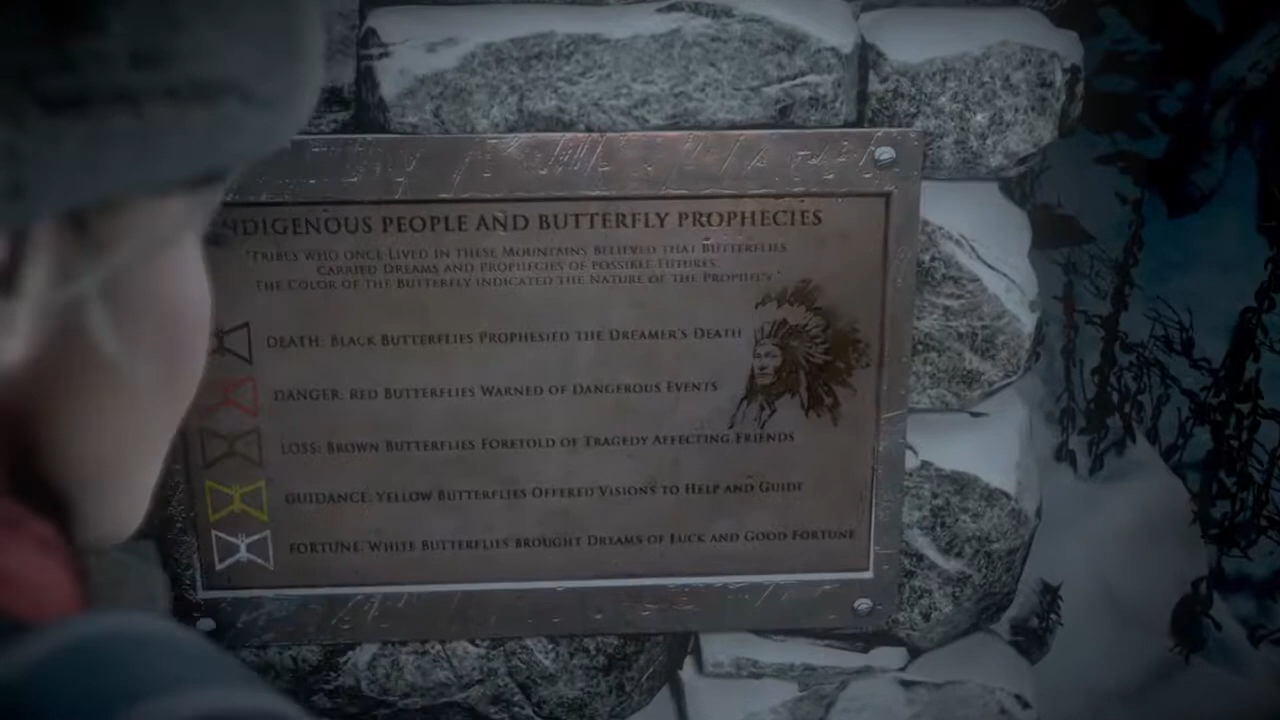 NDIGENOUS PEOPLE AND BUTTERFLY PROPHECIES
"TRIBES WHO ONCE LIVED IN THESE MOUNTAINS BELIEVED THAT BUTTERFLIES
CARRIED DREAMS AND PROPHECIES OF POSSIBLE FUTURES.
THE COLOR OF THE BUTTERFLY INDICATED THE NATURE OF THE PROPHECY."
DEATH: BLACK BUTTERFLIES PROPHESIED THE DREAMER'S DEATH
DANGER: RED BUTTERFLIES WARNED OF DANGEROUS EVENTS
LOSS: BROWN BUTTERFLIES FORETOLD OF TRAGEDY AFFECTING FRIENDS
GUIDANCE: YELLOW BUTTERFLIES OFFERED VISIONS TO HELP AND GUIDE
FORTUNE: WHITE BUTTERFLIES BROUGHT DREAMS OF LUCK AND GOOD FORTUNE